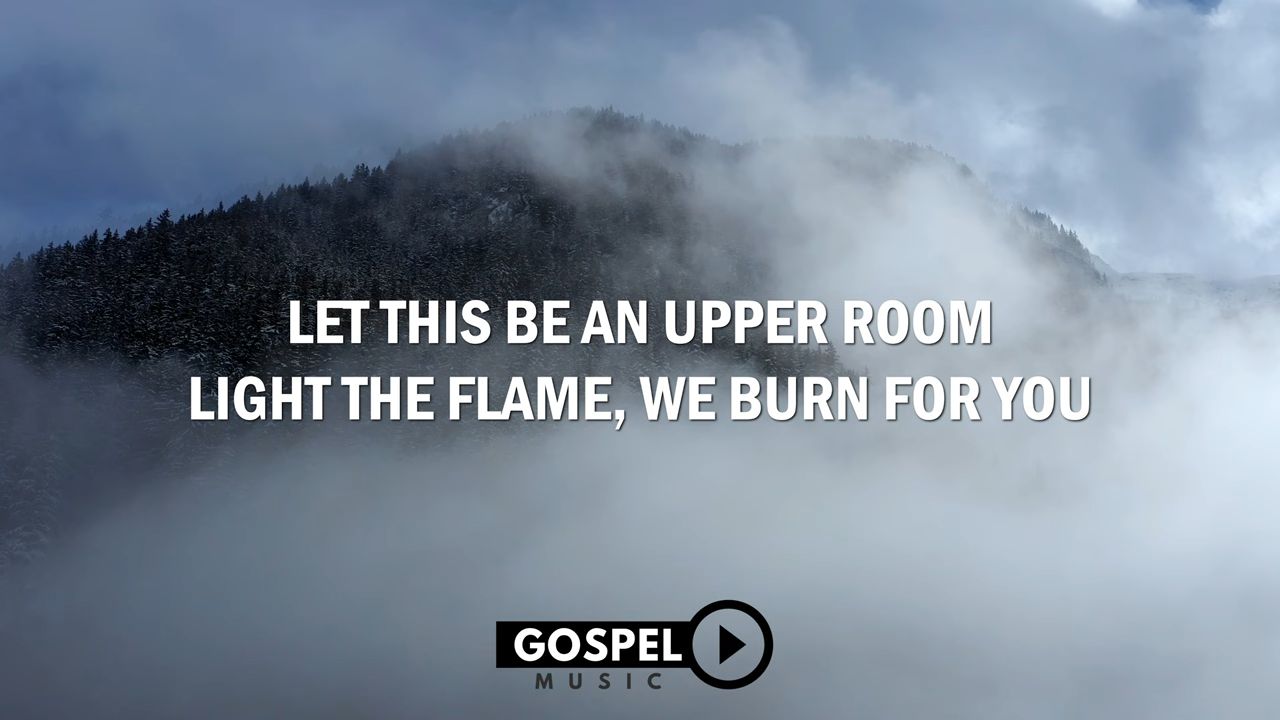 LET THIS BE AN UPPER ROOM
LIGHT THE FLAME, WE BURN FOR YOU
GOSPEL
MUSIC